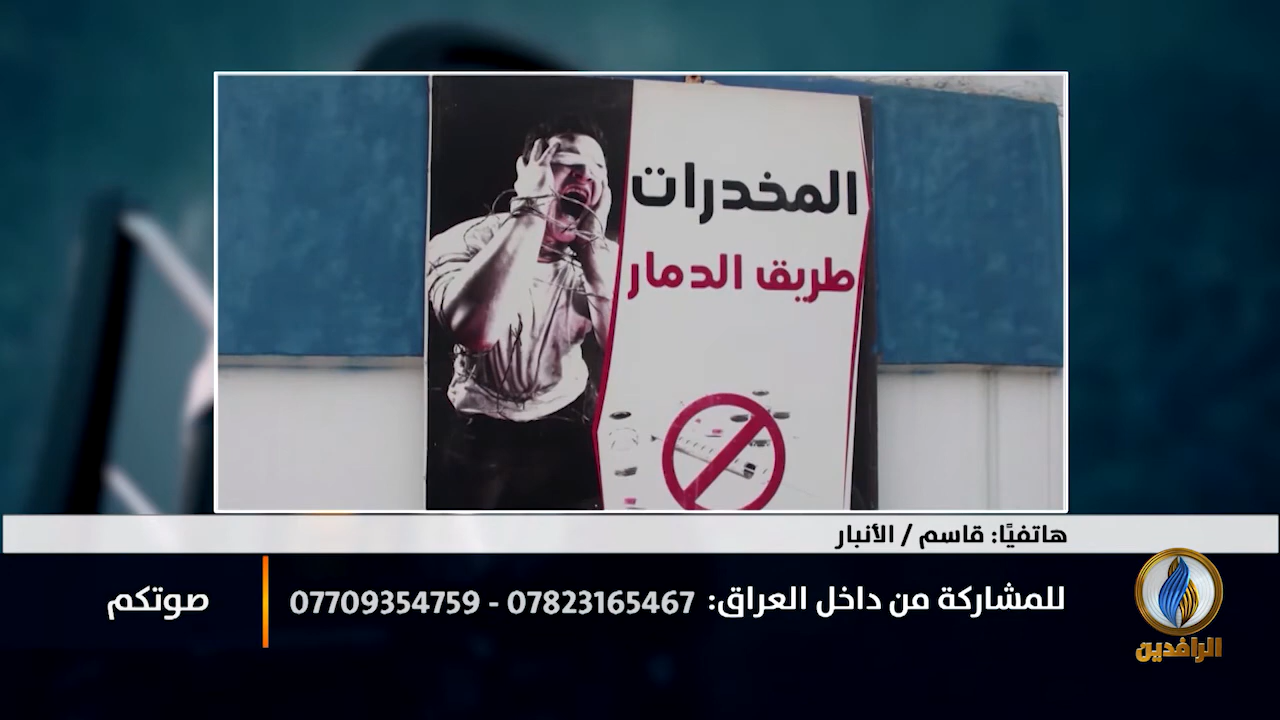 المخدرات
طريق الدمار
هاتفيًا: قاسم / الأنبار
للمشاركة من داخل العراق: 07823165467 - 07709354759
صوتكم
الرافدين